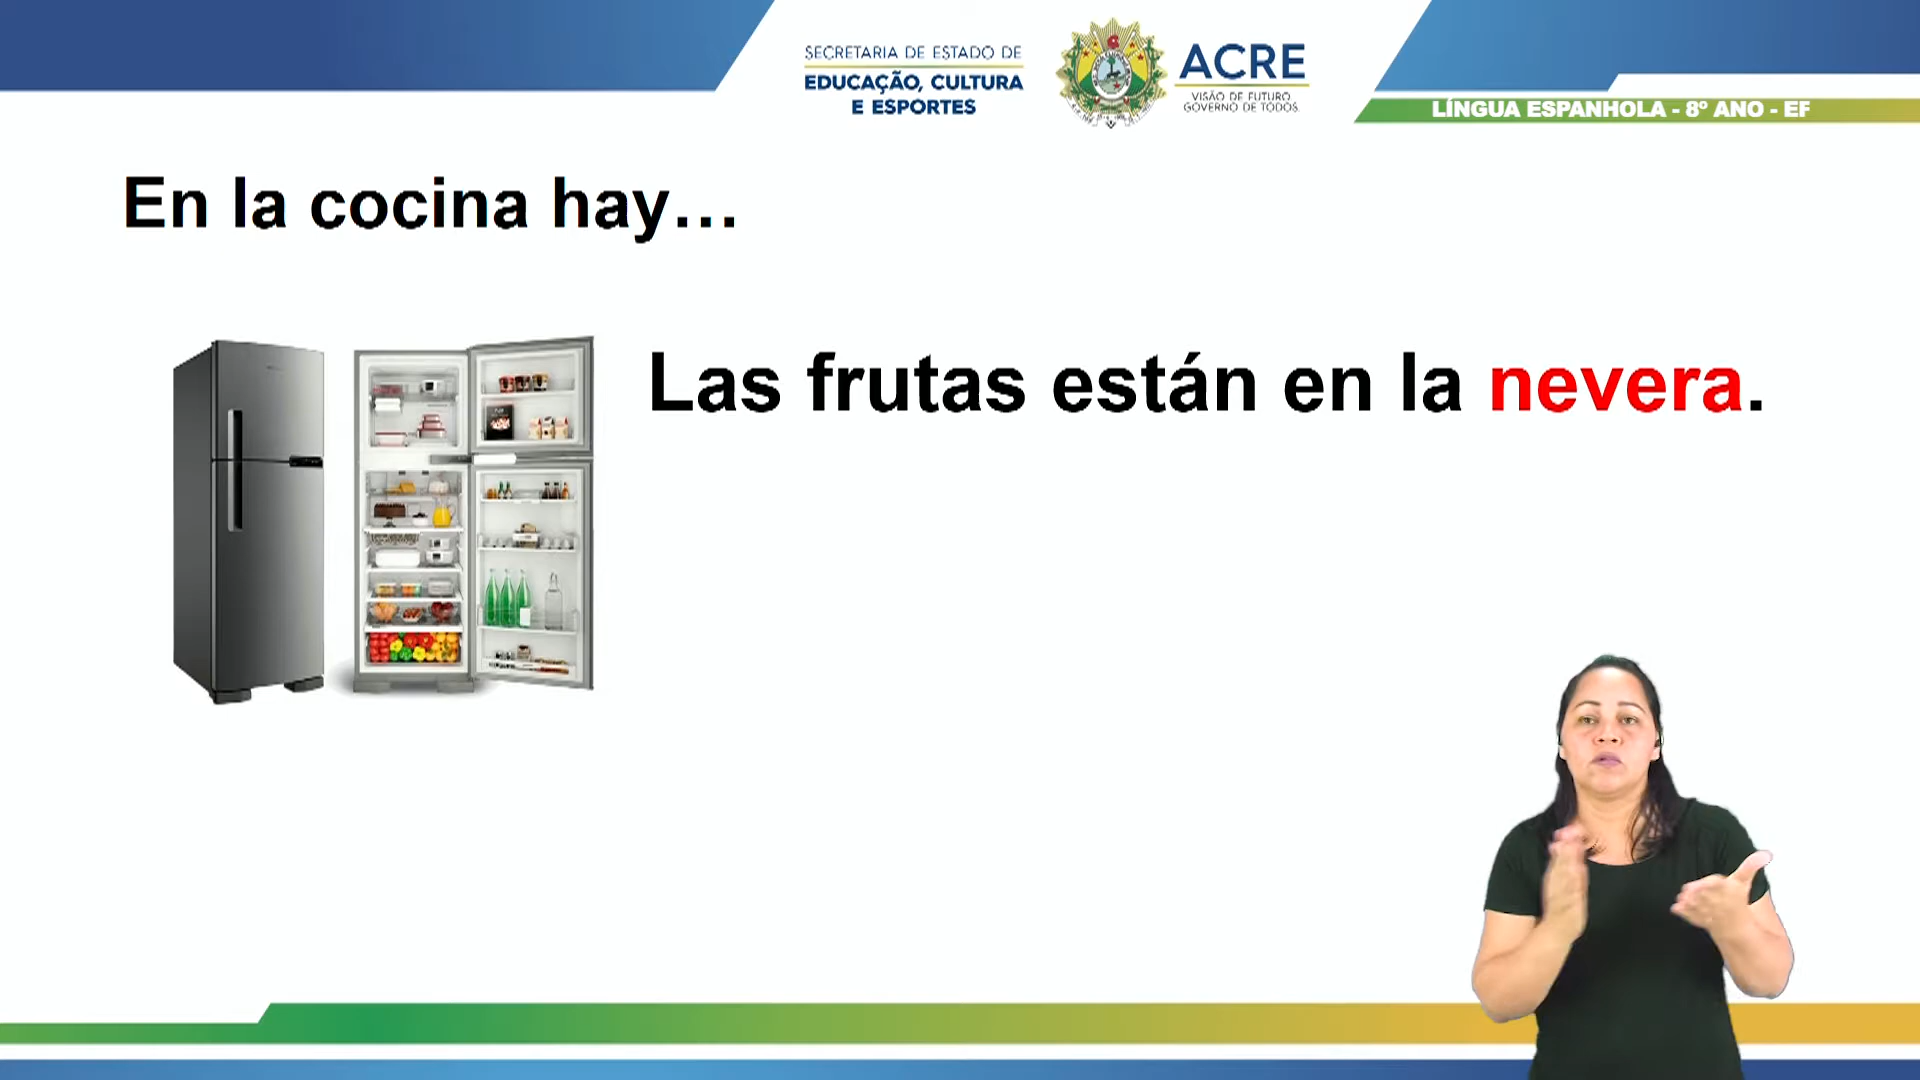 SECRETARIA DE ESTADO DE
EDUCAÇÃO, CULTURA
E ESPORTES
ACRE
VISÃO DE FUTURO
GOVERNO DE TODOS
LÍNGUA ESPANHOLA - 8º ANO - EF
En la cocina hay…
Las frutas están en la nevera.